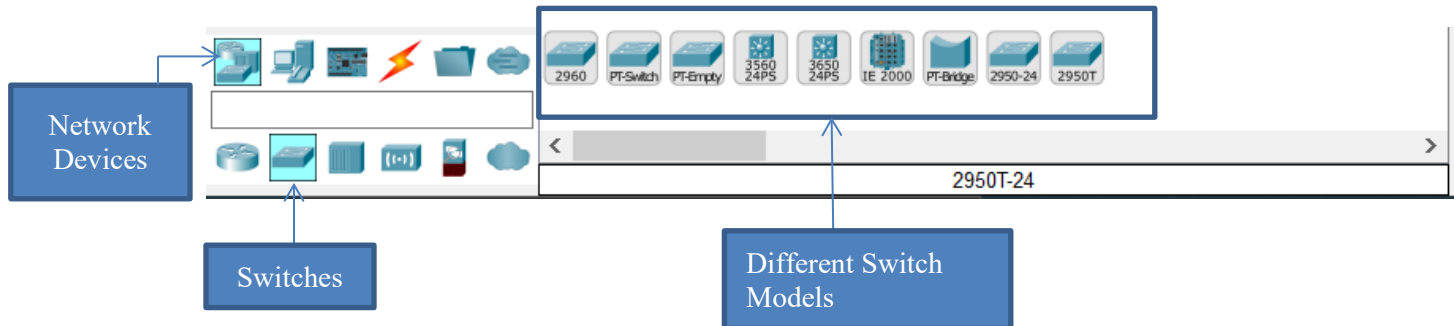 2960
PT-Switch
PT-Empty
3560
24PS
3650
24PS
IE 2000
PT-Bridge
2950-24
2950T
Network
Devices
2950T-24
Switches
Different Switch
Models